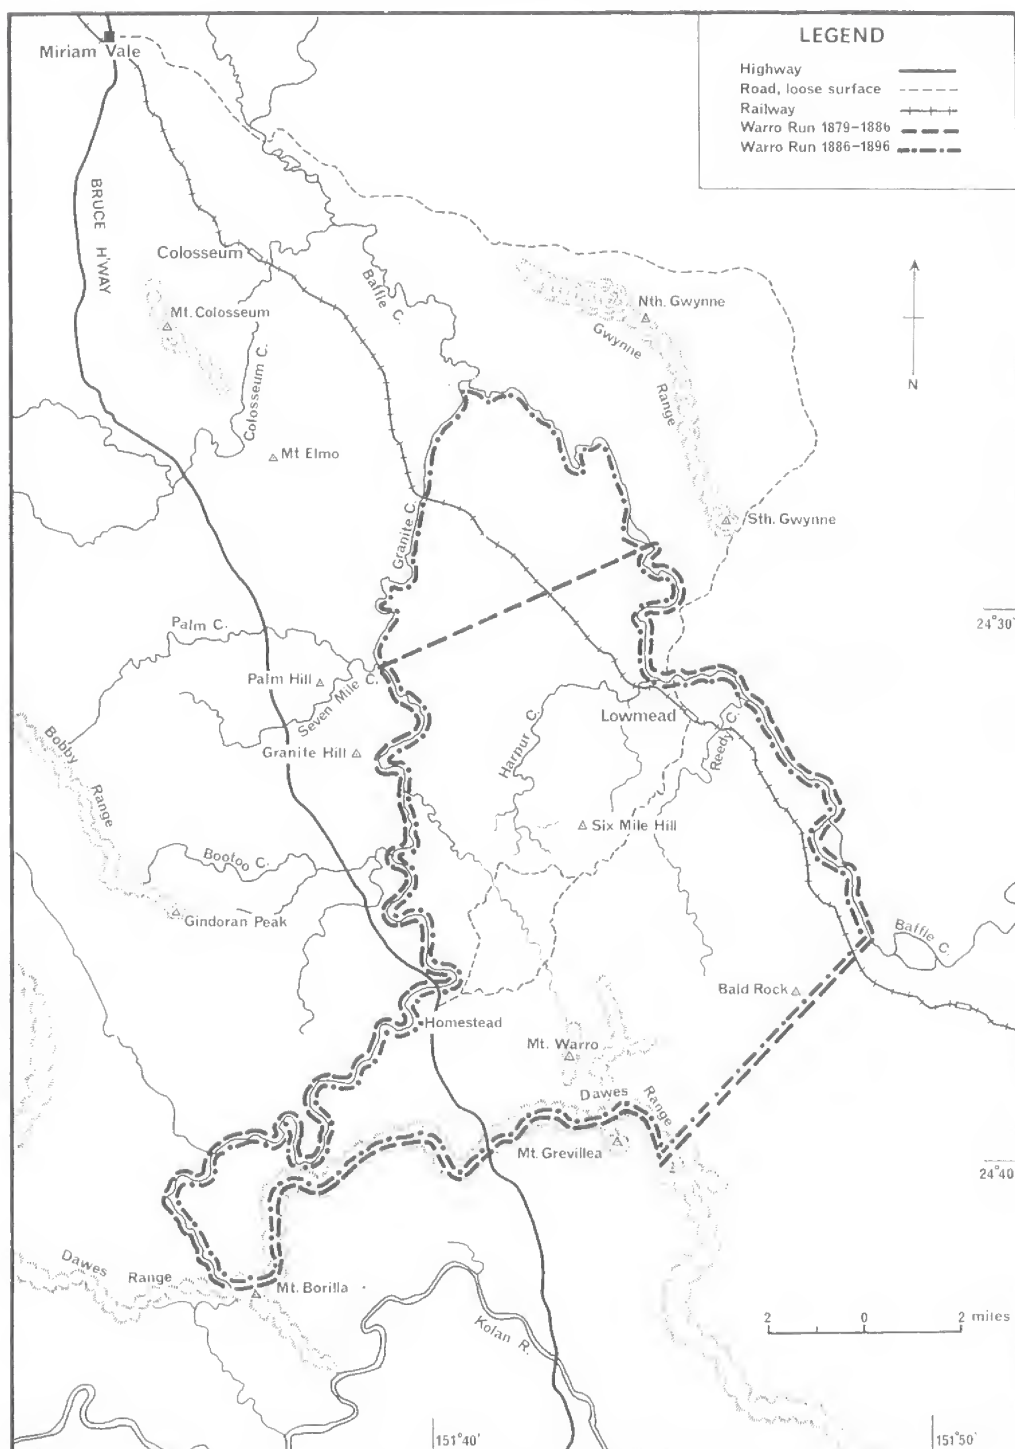 LEGEND
Highway
Road, loose surface
Railway
Warro Run 1879-1886
Warro Run 1886-1896
Miriam Vale
BRUCE H'WAY
Colosseum
Mt. Colosseum
Colosseum C.
Baffle C.
Nth. Gwynne
Gwynne
Range
N
Mt Elmo
Granite C.
Sth. Gwynne
24°30'
Palm C.
Palm Hill
Seven Mile C.
Lowmead
Bobby
Range
Granite Hill
Harpur C.
Reedy C.
Six Mile Hill
Bootoo C.
Gindoran Peak
Baffle C.
Bald Rock
Homestead
Mt. Warro
Dawes
Range
Mt. Grevillea
24°40'
Dawes
Range
Mt. Borilla
Kolan R.
2 0 2 miles
151°40'
151°50'